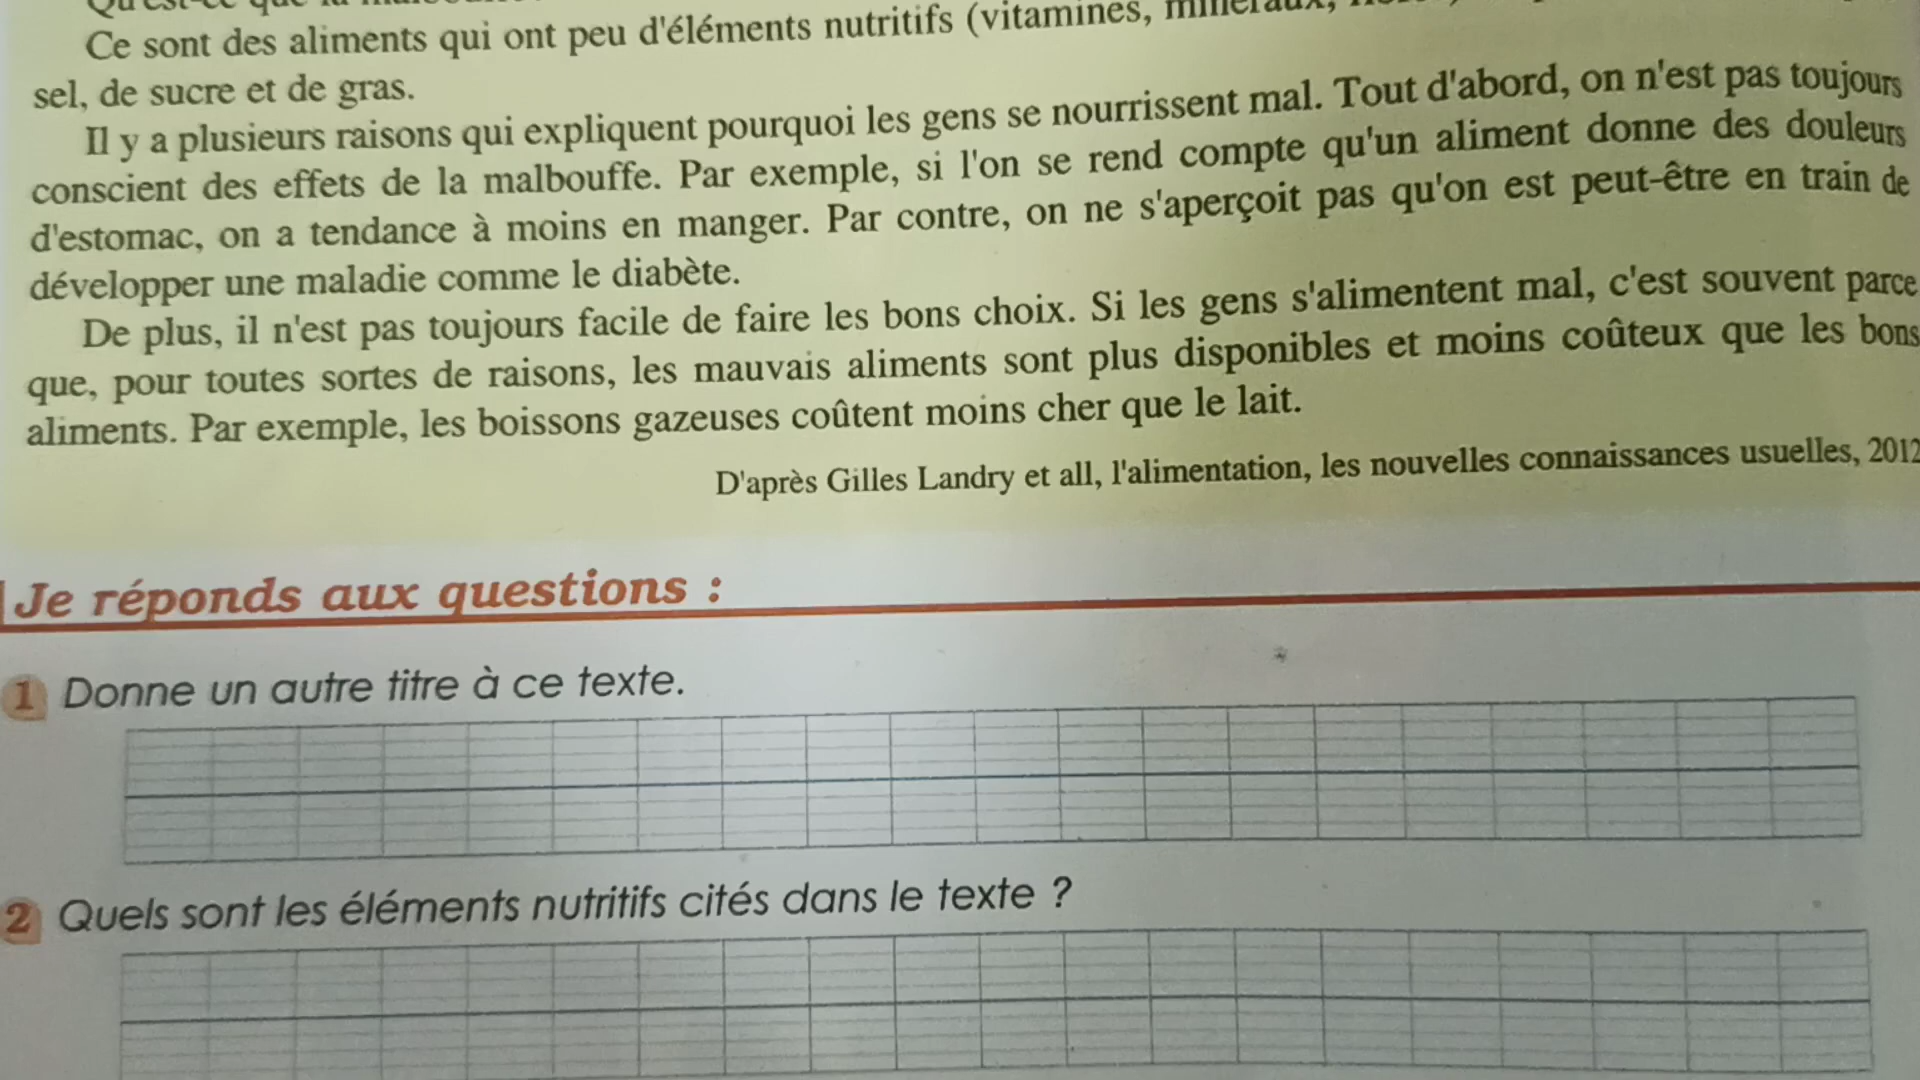 Qu'est-ce que la
Ce sont des aliments qui ont peu d'éléments nutritifs (vitamines, minéraux,
sel, de sucre et de gras.
Il y a plusieurs raisons qui expliquent pourquoi les gens se nourrissent mal. Tout d'abord, on n'est pas toujours
conscient des effets de la malbouffe. Par exemple, si l'on se rend compte qu'un aliment donne des douleurs
d'estomac, on a tendance à moins en manger. Par contre, on ne s'aperçoit pas qu'on est peut-être en train de
développer une maladie comme le diabète.
De plus, il n'est pas toujours facile de faire les bons choix. Si les gens s'alimentent mal, c'est souvent parce
que, pour toutes sortes de raisons, les mauvais aliments sont plus disponibles et moins coûteux que les bons
aliments. Par exemple, les boissons gazeuses coûtent moins cher que le lait.
D'après Gilles Landry et all, l'alimentation, les nouvelles connaissances usuelles, 2012
Je réponds aux questions :
1 Donne un autre titre à ce texte.
2 Quels sont les éléments nutritifs cités dans le texte ?